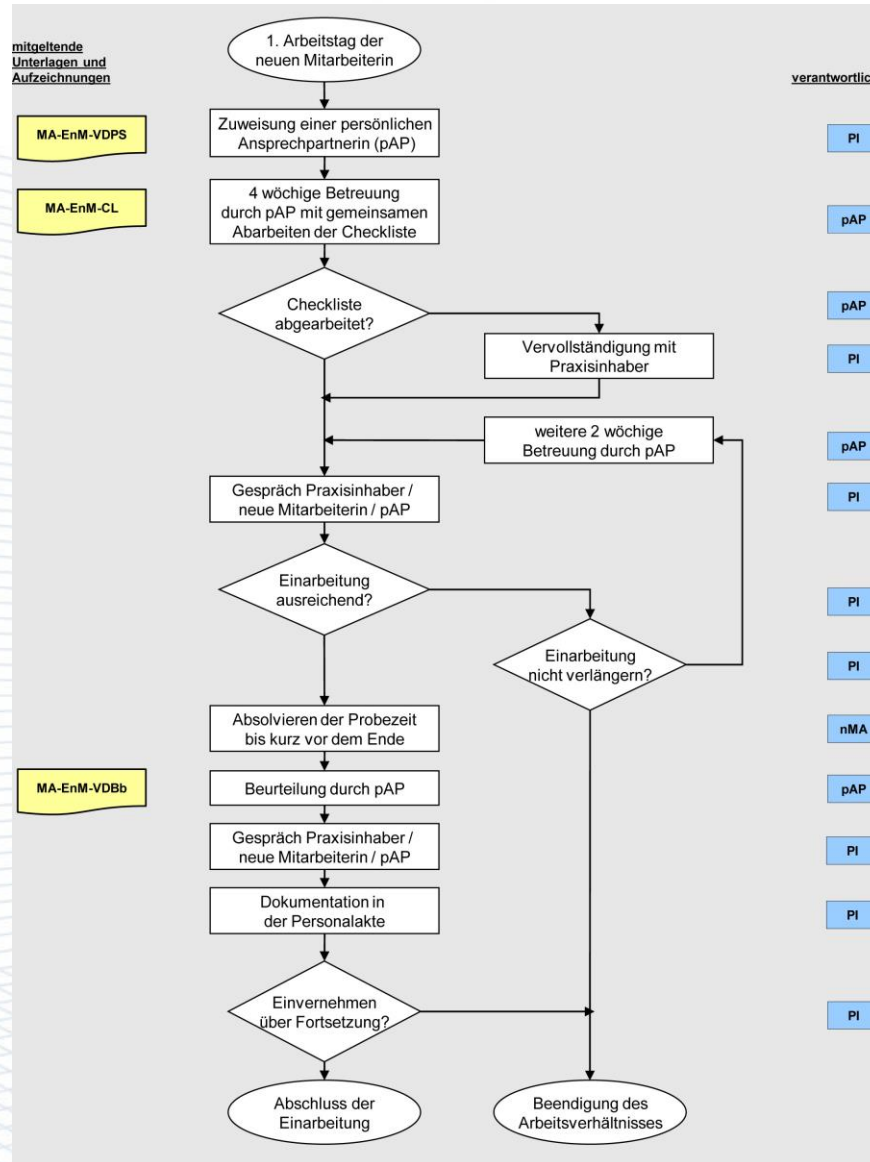 mitgeltende
Unterlagen und
Aufzeichnungen
1. Arbeitstag der
neuen Mitarbeiterin
verantwortlic
MA-EnM-VDPS
Zuweisung einer persönlichen
Ansprechpartnerin (pAP)
PI
MA-EnM-CL
4 wöchige Betreuung
durch pAP mit gemeinsamen
Abarbeiten der Checkliste
pAP
Checkliste
abgearbeitet?
pAP
Vervollständigung mit
Praxisinhaber
PI
weitere 2 wöchige
Betreuung durch pAP
pAP
Gespräch Praxisinhaber /
neue Mitarbeiterin / pAP
PI
Einarbeitung
ausreichend?
PI
Einarbeitung
nicht verlängern?
PI
Absolvieren der Probezeit
bis kurz vor dem Ende
nMA
MA-EnM-VDBb
Beurteilung durch pAP
pAP
Gespräch Praxisinhaber /
neue Mitarbeiterin / pAP
PI
Dokumentation in
der Personalakte
PI
Einvernehmen
über Fortsetzung?
PI
Abschluss der
Einarbeitung
Beendigung des
Arbeitsverhältnisses